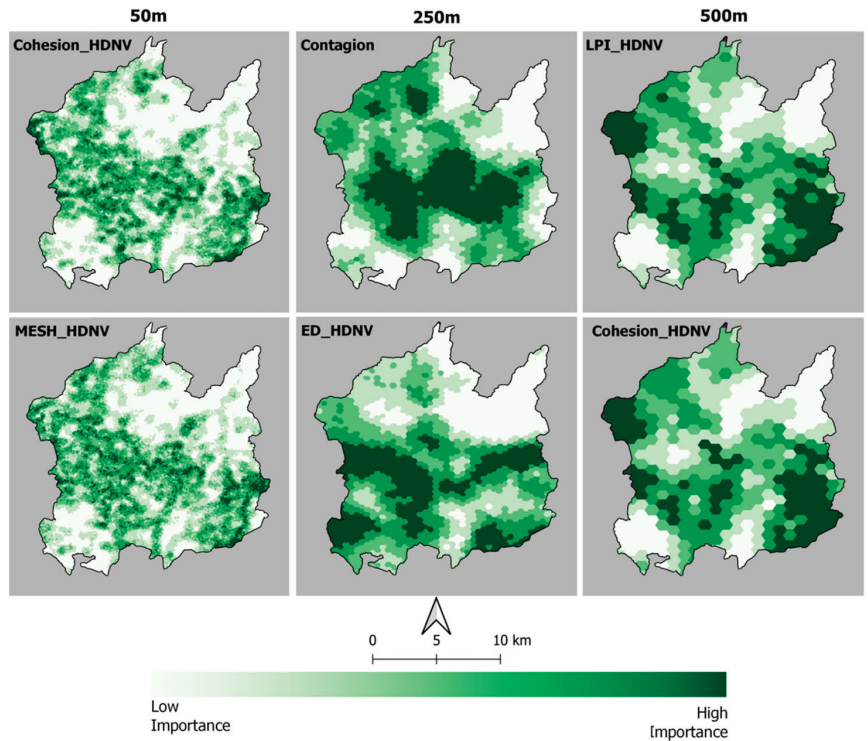 50m
250m
500m
Cohesion_HDNV
Contagion
LPI_HDNV
MESH_HDNV
ED_HDNV
Cohesion_HDNV
0 5 10 km
Low
Importance
High
Importance